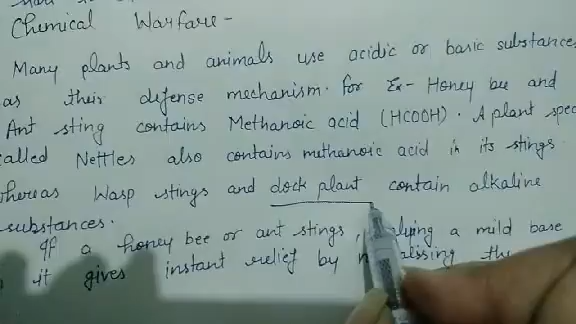 Chemical Warfare-
Many plants and animals use acidic or basic substances
as their defense mechanism. For Ex- Honey bee and
Ant sting contains Methanoic acid (HCOOH). A plant spec
called Nettles also contains methanoic acid in its stings
whereas Wasp stings and dock plant contain alkaline
substances.
If a honey bee or ant stings, a mild base
it gives instant relief by